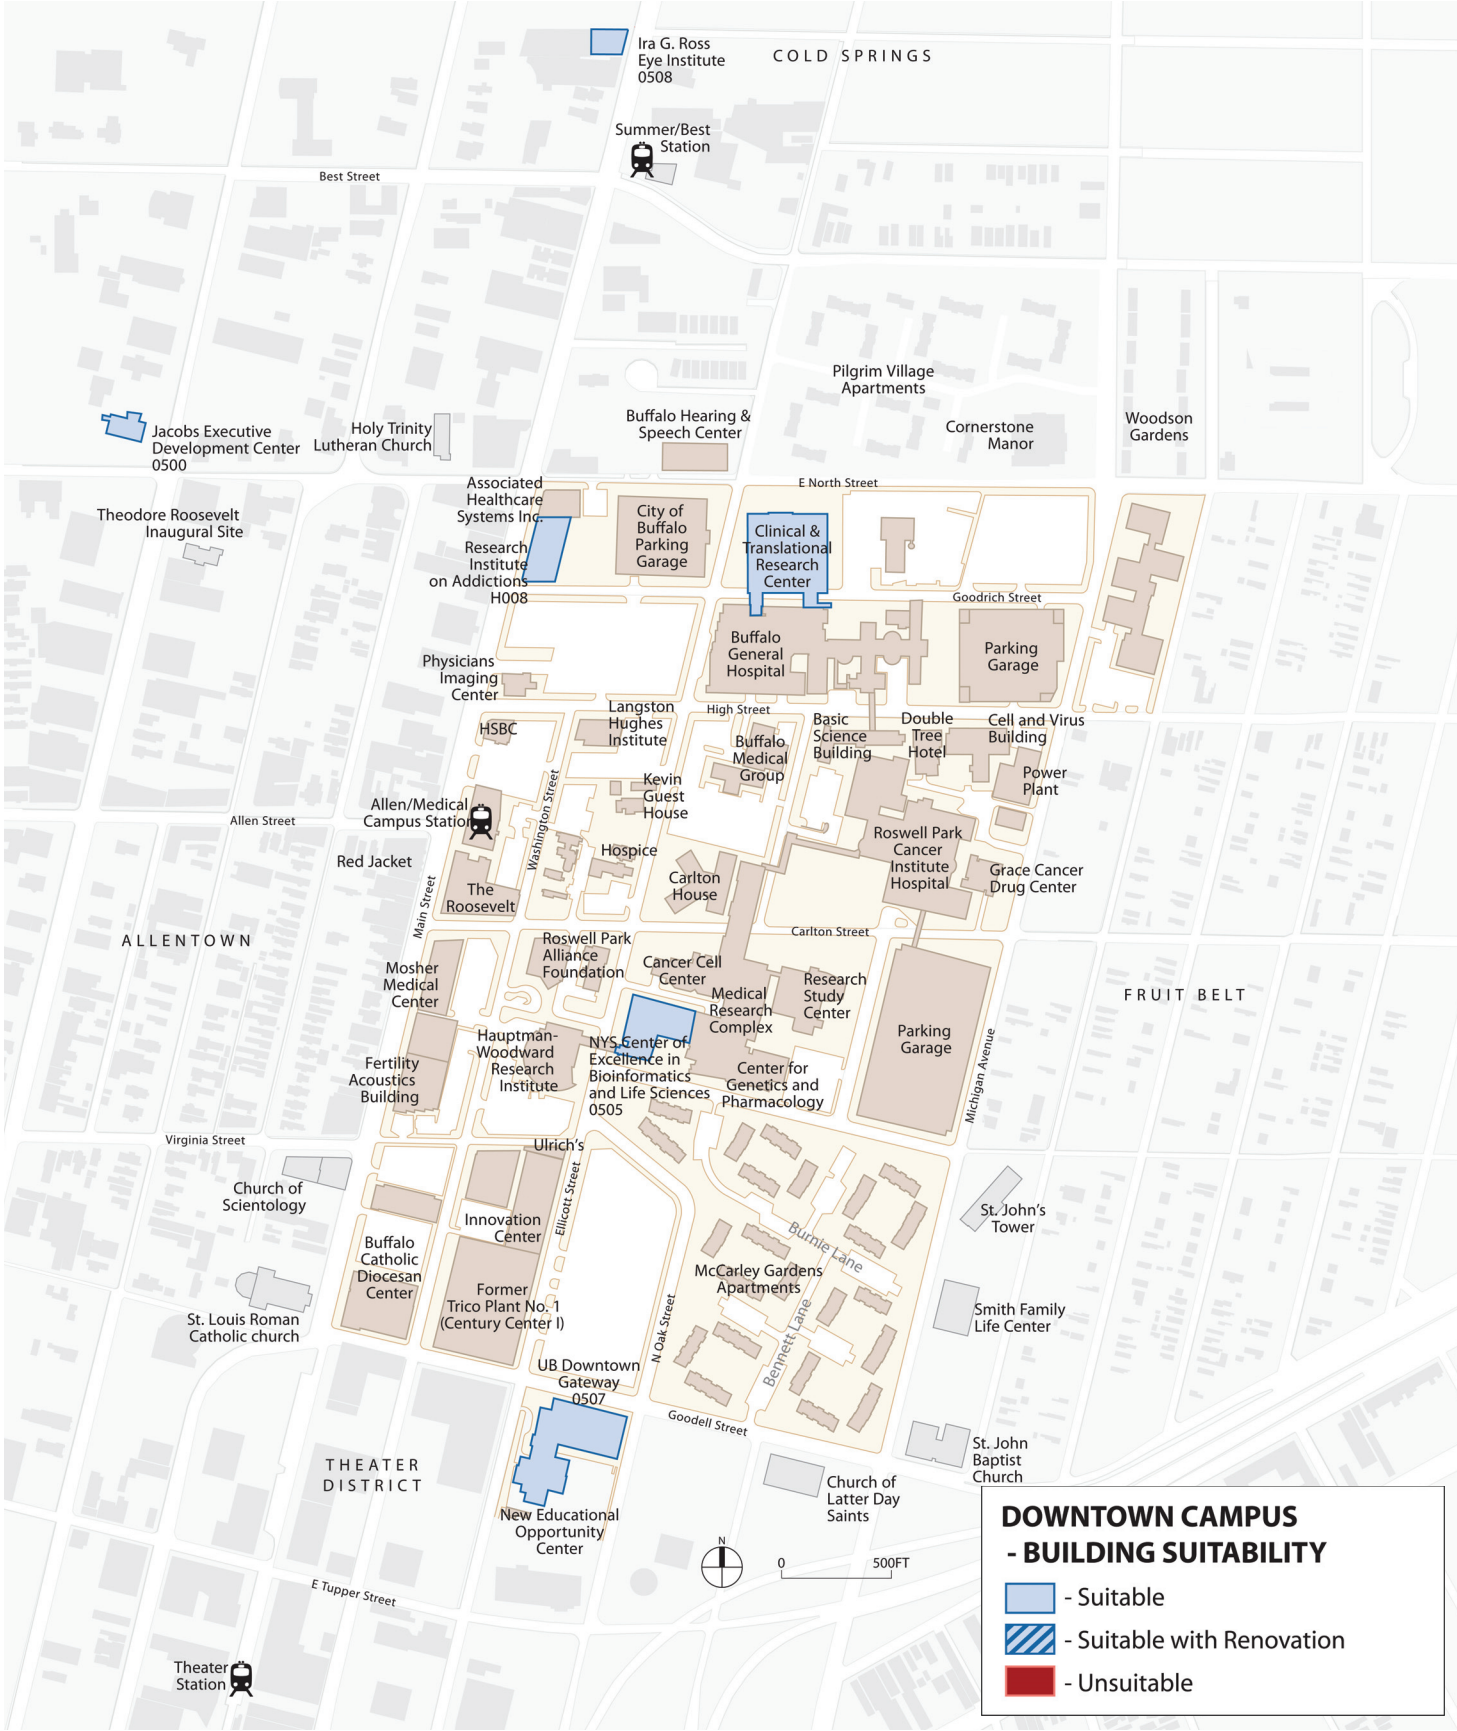 Ira G. Ross
Eye Institute
0508
COLD SPRINGS
Summer/Best
Station
Best Street
Pilgrim Village
Apartments
Jacobs Executive
Development Center
0500
Holy Trinity
Lutheran Church
Buffalo Hearing &
Speech Center
Cornerstone
Manor
Woodson
Gardens
E North Street
Theodore Roosevelt
Inaugural Site
Associated
Healthcare
Systems Inc.
City of
Buffalo
Parking
Garage
Clinical &
Translational
Research
Center
Research
Institute
on Addictions
H008
Goodrich Street
Buffalo
General
Hospital
Parking
Garage
Physicians
Imaging
Center
High Street
HSBC
Langston
Hughes
Institute
Buffalo
Medical
Group
Basic
Science
Building
Double
Tree
Hotel
Cell and Virus
Building
Power
Plant
Kevin
Guest
House
Washington Street
Allen/Medical
Campus Station
Allen Street
Red Jacket
Hospice
Roswell Park
Cancer
Institute
Hospital
Grace Cancer
Drug Center
The
Roosevelt
Carlton
House
Main Street
Carlton Street
ALLENTOWN
Roswell Park
Alliance
Foundation
Mosher
Medical
Center
Cancer Cell
Center
Medical
Research
Complex
Research
Study
Center
FRUIT BELT
Parking
Garage
Michigan Avenue
Hauptman-
Woodward
Research
Institute
NYS Center of
Excellence in
Bioinformatics
and Life Sciences
0505
Center for
Genetics and
Pharmacology
Fertility
Acoustics
Building
Virginia Street
Ulrich's
Ellicott Street
Church of
Scientology
Innovation
Center
St. John's
Tower
Burnie Lane
Buffalo
Catholic
Diocesan
Center
McCarley Gardens
Apartments
Former
Trico Plant No. 1
(Century Center I)
St. Louis Roman
Catholic church
Smith Family
Life Center
N Oak Street
Bennett Lane
UB Downtown
Gateway
0507
Goodell Street
THEATER
DISTRICT
St. John
Baptist
Church
Church of
Latter Day
Saints
New Educational
Opportunity
Center
N
0 500FT
E Tupper Street
Theater
Station
DOWNTOWN CAMPUS
- BUILDING SUITABILITY
- Suitable
- Suitable with Renovation
- Unsuitable